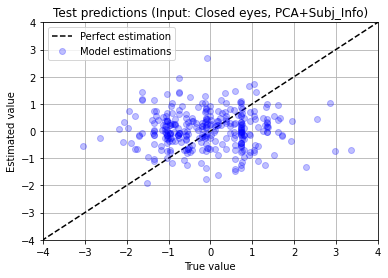 Test predictions (Input: Closed eyes, PCA+Subj_Info)
Perfect estimation
Model estimations
Estimated value
4
3
2
1
0
−1
−2
−3
−4
−4 −3 −2 −1 0 1 2 3 4
True value